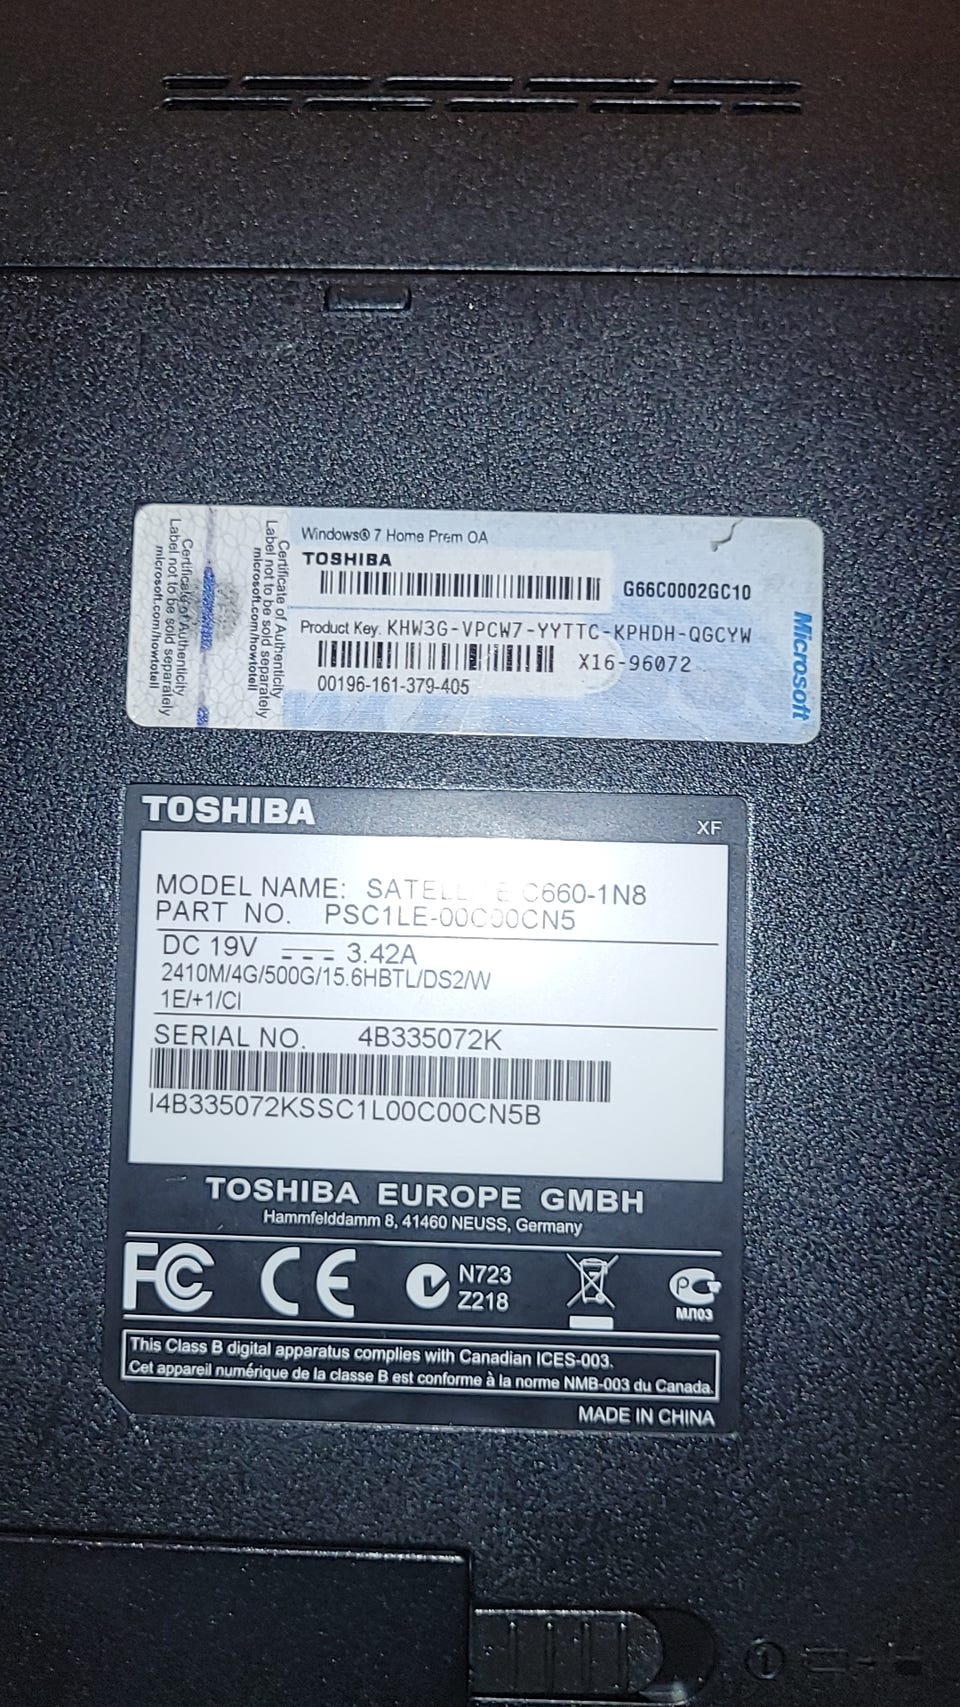 Certificate of Authenticity
Label not to be sold separately
microsoft.com/howtotell
Certificate of Authenticity
Label not to be sold separately
microsoft.com/howtotell
Windows® 7 Home Prem OA
TOSHIBA
G66C0002GC10
Product Key: KHW3G-VPCW7-YYTTC-KPHDH-QGCYW
X16-96072
00196-161-379-405
Microsoft
TOSHIBA
XF
MODEL NAME: SATELLITE C660-1N8
PART NO. PSC1LE-00C00CN5
DC 19V 3.42A
2410M/4G/500G/15.6HBTL/DS2/W
1E/+1/CI
SERIAL NO. 4B335072K
I4B335072KSSC1L00C00CN5B
TOSHIBA EUROPE GMBH
Hammfelddamm 8, 41460 NEUSS, Germany
FC CE N723
Z218
МЛ03
This Class B digital apparatus complies with Canadian ICES-003.
Cet appareil numérique de la classe B est conforme à la norme NMB-003 du Canada.
MADE IN CHINA
1